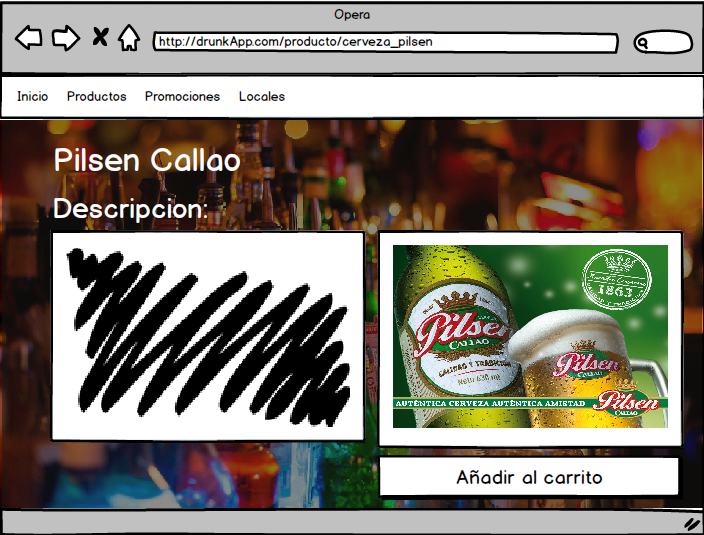 Opera
http://drunkApp.com/producto/cerveza_pilsen
Inicio Productos Promociones Locales
Pilsen Callao
Descripcion:
1863
Pilsen
CALLAO
CALIDAD Y TRADICIÓN
Neto 630 ml
Pilsen
CALLAO
AUTÉNTICA CERVEZA AUTÉNTICA AMISTAD
Pilsen
CALLAO
Añadir al carrito